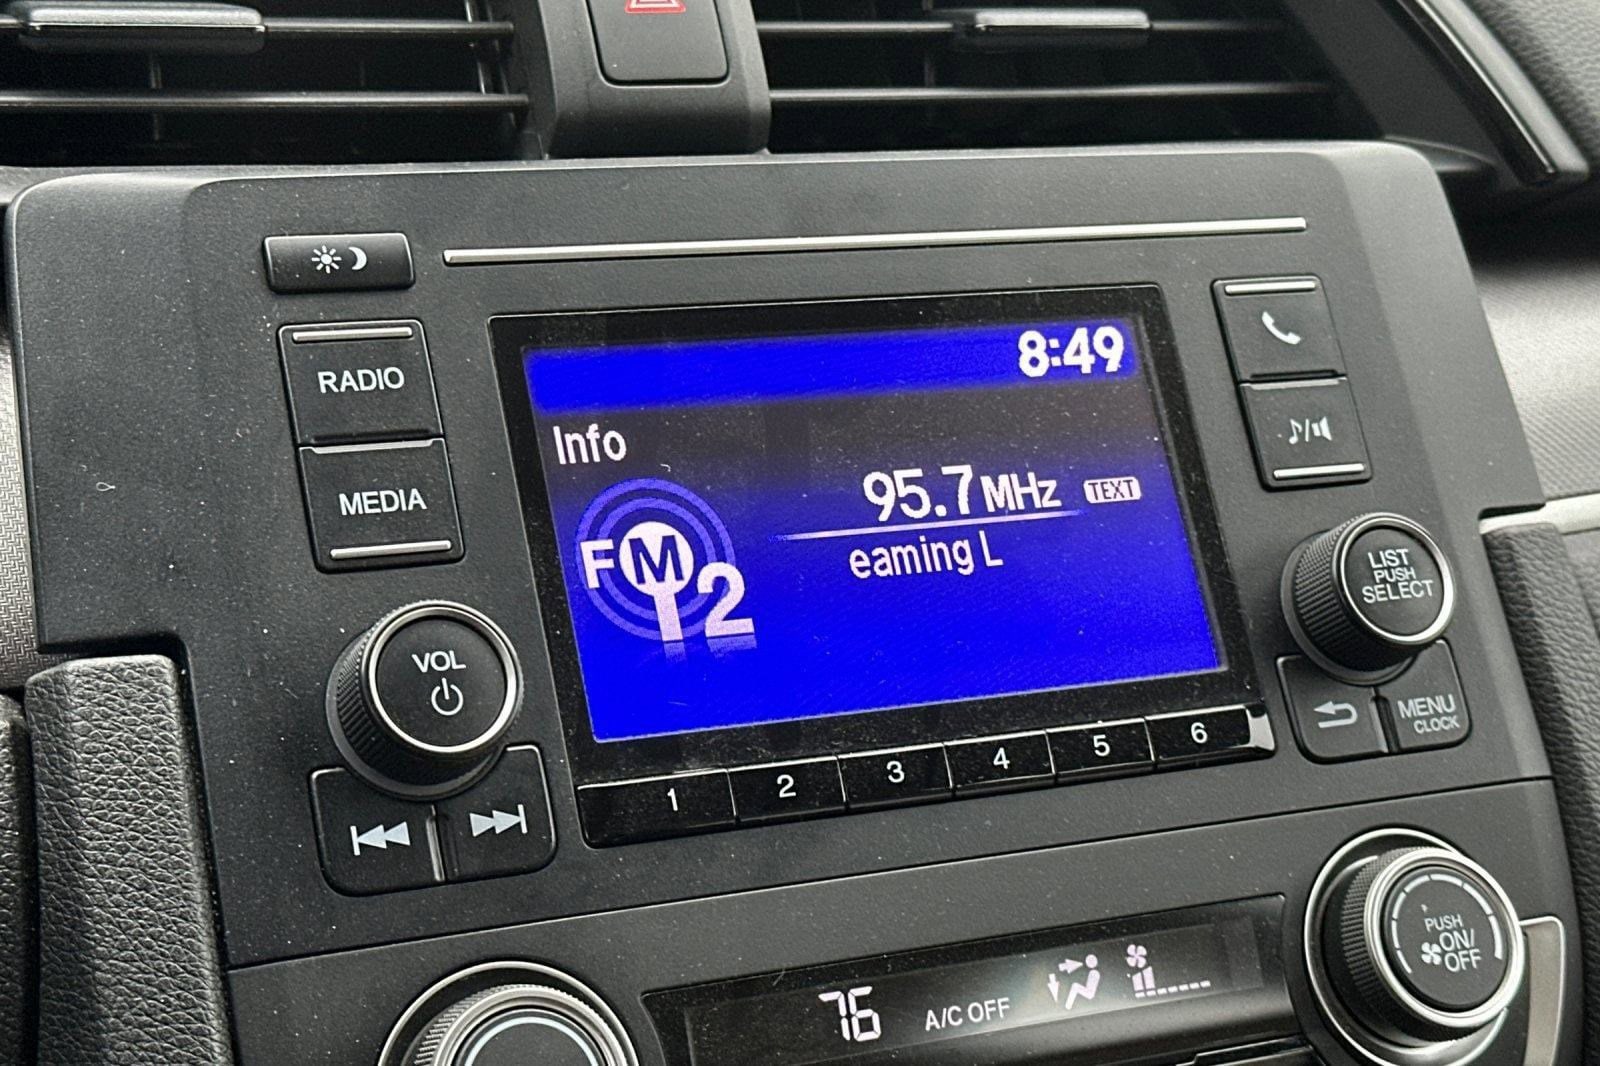 8:49
RADIO
Info
MEDIA
95.7 MHz TEXT
FM
2
eaming L
LIST
PUSH
SELECT
VOL
MENU
CLOCK
1 2 3 4 5 6
PUSH
ON/
OFF
76 A/C OFF